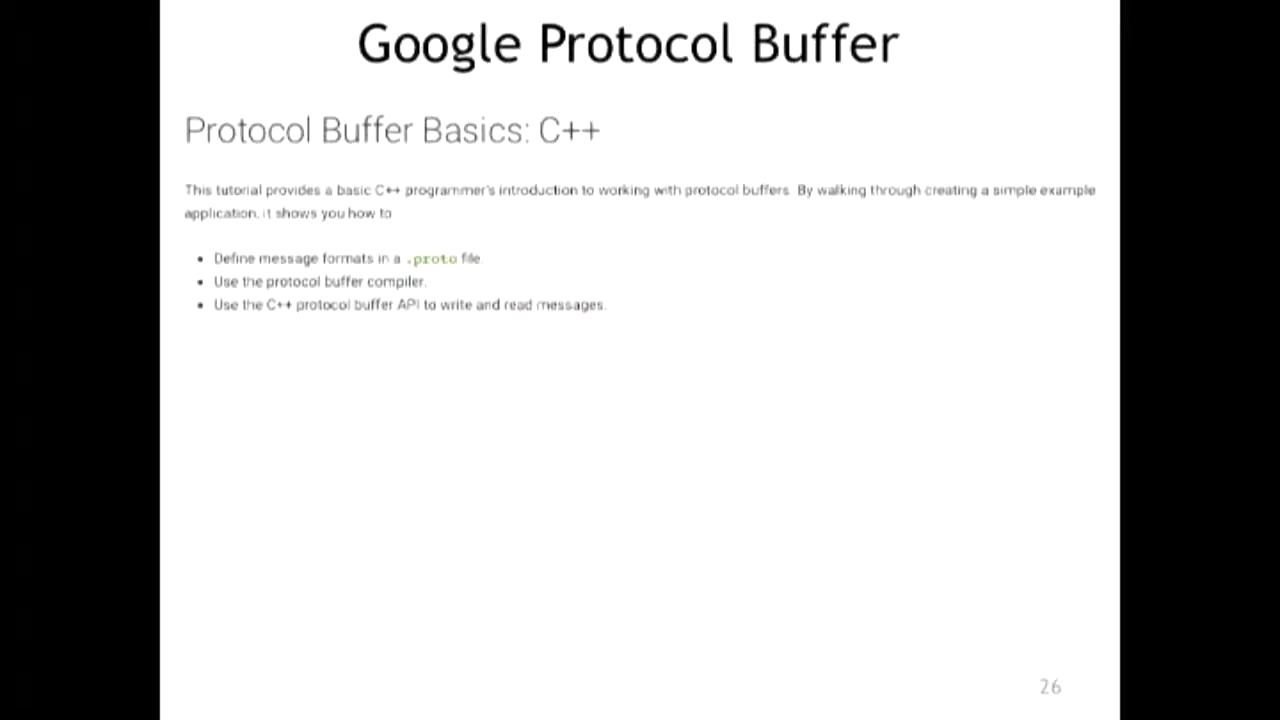 Google Protocol Buffer
Protocol Buffer Basics: C++
This tutorial provides a basic C++ programmer's introduction to working with protocol buffers. By walking through creating a simple example
application, it shows you how to
• Define message formats in a .proto file.
• Use the protocol buffer compiler.
• Use the C++ protocol buffer API to write and read messages.
26